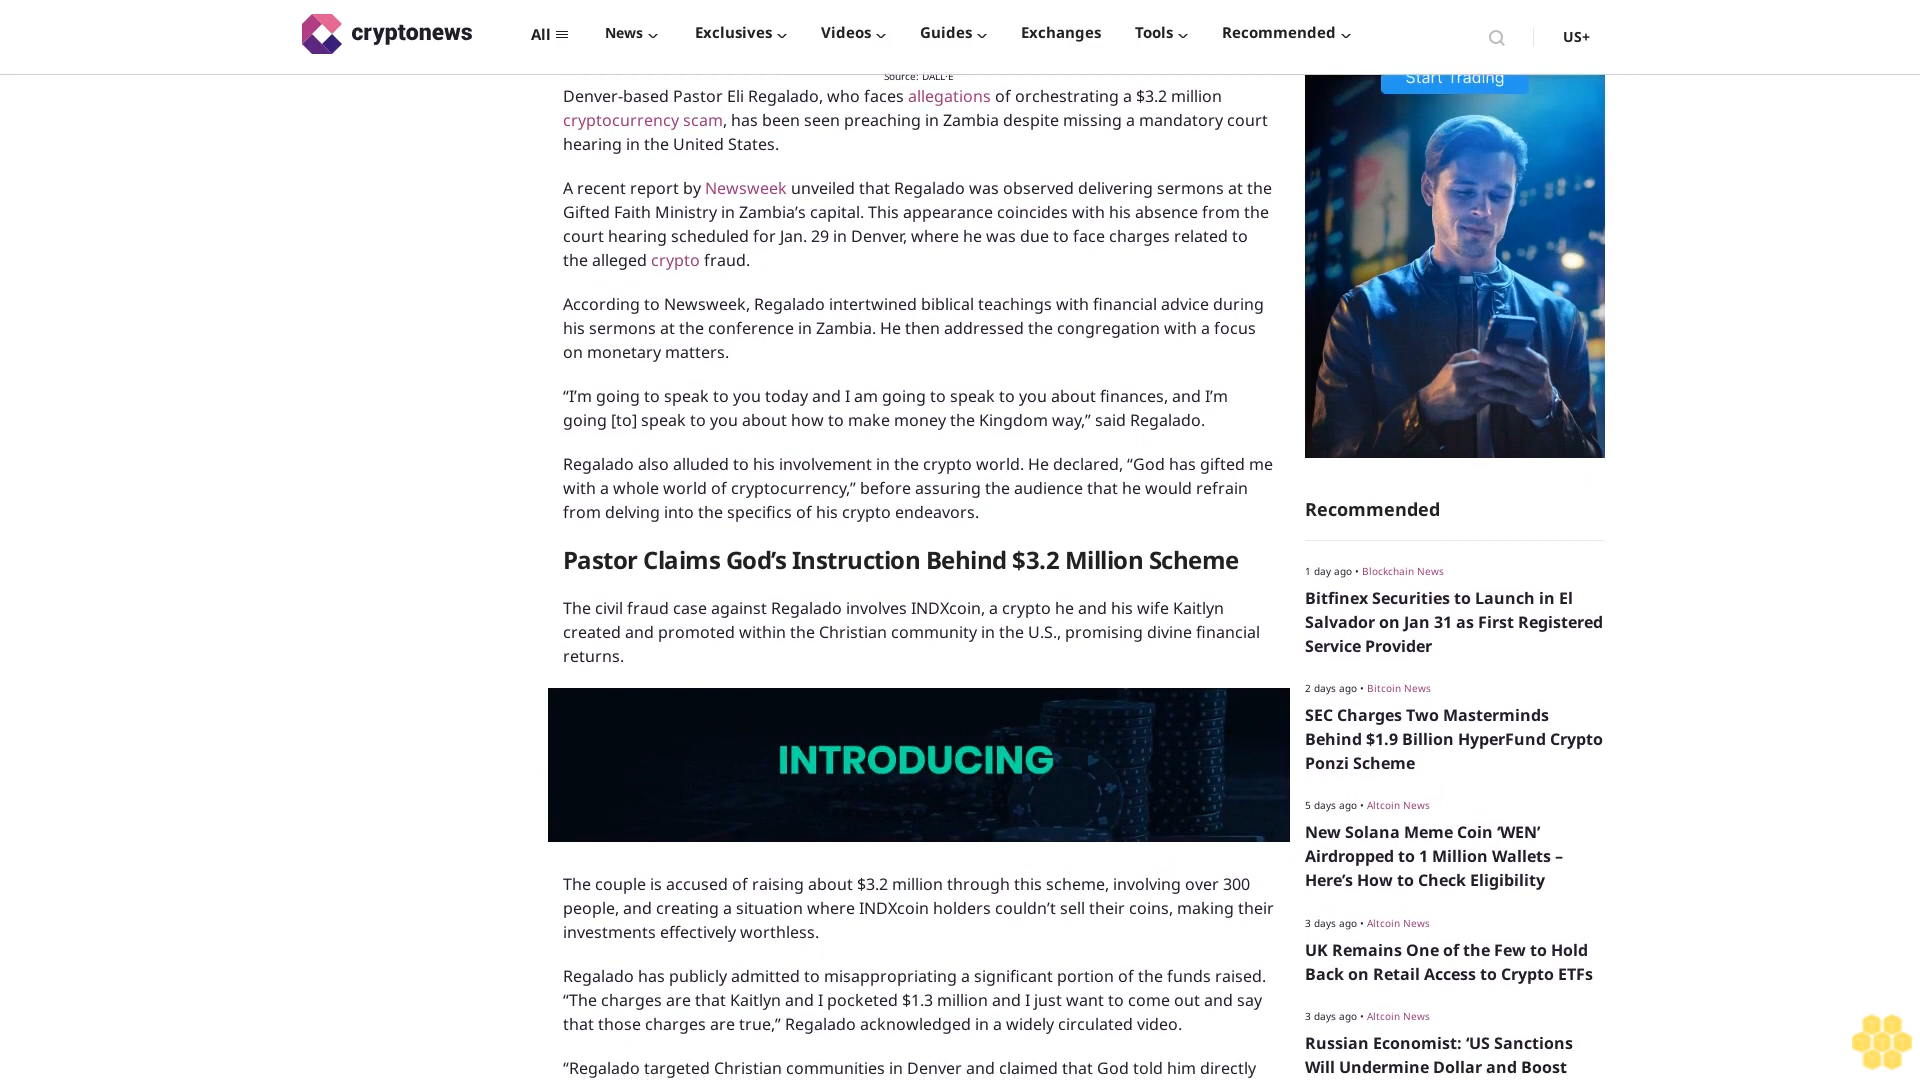 cryptonews
All
News
Exclusives
Videos
Guides
Exchanges
Tools
Recommended
US+
Source: DALL·E
Start Trading
Denver-based Pastor Eli Regalado, who faces allegations of orchestrating a $3.2 million
cryptocurrency scam, has been seen preaching in Zambia despite missing a mandatory court
hearing in the United States.
A recent report by Newsweek unveiled that Regalado was observed delivering sermons at the
Gifted Faith Ministry in Zambia’s capital. This appearance coincides with his absence from the
court hearing scheduled for Jan. 29 in Denver, where he was due to face charges related to
the alleged crypto fraud.
According to Newsweek, Regalado intertwined biblical teachings with financial advice during
his sermons at the conference in Zambia. He then addressed the congregation with a focus
on monetary matters.
“I’m going to speak to you today and I am going to speak to you about finances, and I’m
going [to] speak to you about how to make money the Kingdom way,” said Regalado.
Regalado also alluded to his involvement in the crypto world. He declared, “God has gifted me
with a whole world of cryptocurrency,” before assuring the audience that he would refrain
from delving into the specifics of his crypto endeavors.
Pastor Claims God’s Instruction Behind $3.2 Million Scheme
The civil fraud case against Regalado involves INDXcoin, a crypto he and his wife Kaitlyn
created and promoted within the Christian community in the U.S., promising divine financial
returns.
INTRODUCING
The couple is accused of raising about $3.2 million through this scheme, involving over 300
people, and creating a situation where INDXcoin holders couldn’t sell their coins, making their
investments effectively worthless.
Regalado has publicly admitted to misappropriating a significant portion of the funds raised.
“The charges are that Kaitlyn and I pocketed $1.3 million and I just want to come out and say
that those charges are true,” Regalado acknowledged in a widely circulated video.
“Regalado targeted Christian communities in Denver and claimed that God told him directly
Recommended
1 day ago • Blockchain News
Bitfinex Securities to Launch in El
Salvador on Jan 31 as First Registered
Service Provider
2 days ago • Bitcoin News
SEC Charges Two Masterminds
Behind $1.9 Billion HyperFund Crypto
Ponzi Scheme
5 days ago • Altcoin News
New Solana Meme Coin ‘WEN’
Airdropped to 1 Million Wallets –
Here’s How to Check Eligibility
3 days ago • Altcoin News
UK Remains One of the Few to Hold
Back on Retail Access to Crypto ETFs
3 days ago • Altcoin News
Russian Economist: ‘US Sanctions
Will Undermine Dollar and Boost